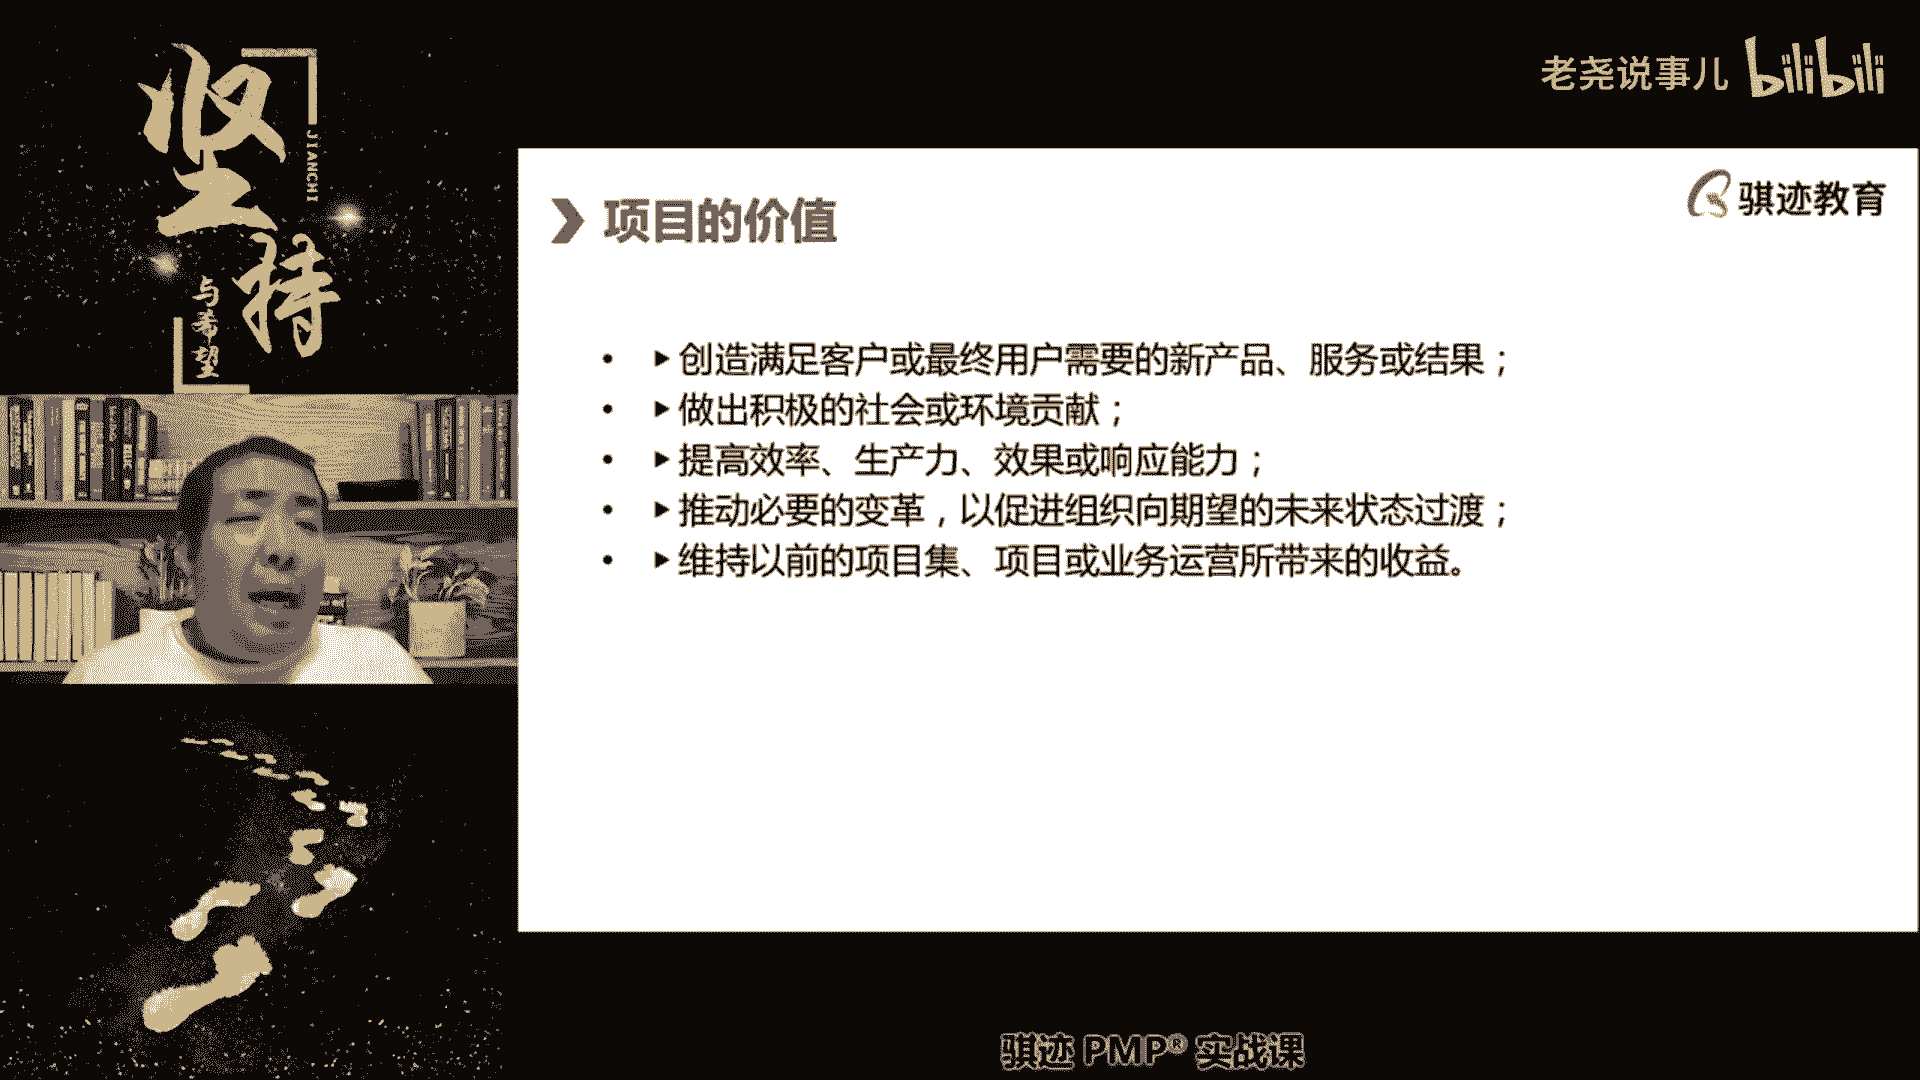 坚持
JIANCHI
与希望
老尧说事儿 bilibili
骐迹教育
项目的价值
• ▶创造满足客户或最终用户需要的新产品、服务或结果；
• ▶做出积极的社会或环境贡献；
• ▶提高效率、生产力、效果或响应能力；
• ▶推动必要的变革，以促进组织向期望的未来状态过渡；
• ▶维持以前的项目集、项目或业务运营所带来的收益。
骐迹 PMP® 实战课